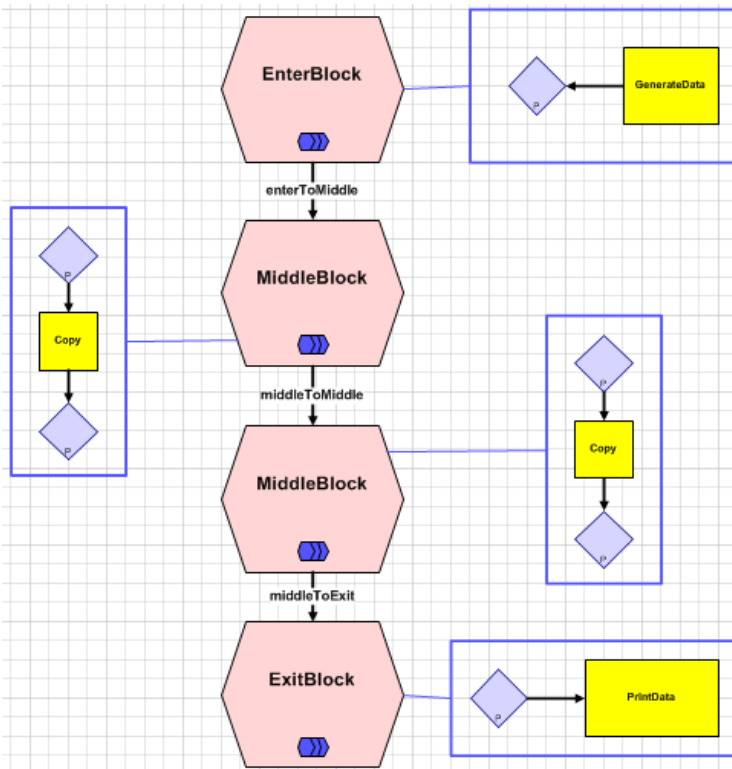 EnterBlock
P
GenerateData
enterToMiddle
P
MiddleBlock
Copy
P
middleToMiddle
P
MiddleBlock
Copy
P
middleToExit
ExitBlock
P
PrintData